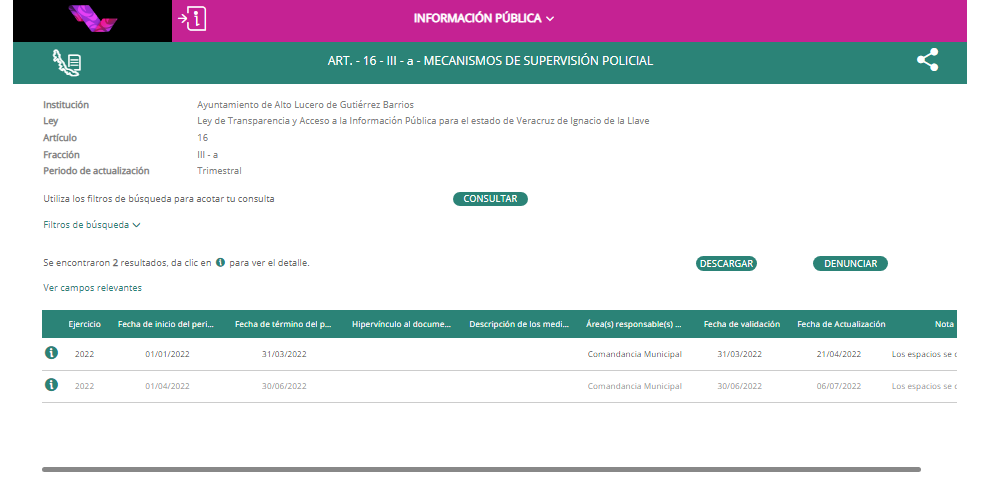 INFORMACIÓN PÚBLICA
ART. - 16 - III - a - MECANISMOS DE SUPERVISIÓN POLICIAL
Institución Ayuntamiento de Alto Lucero de Gutiérrez Barrios
Ley Ley de Transparencia y Acceso a la Información Pública para el estado de Veracruz de Ignacio de la Llave
Artículo 16
Fracción III - a
Periodo de actualización Trimestral
Utiliza los filtros de búsqueda para acotar tu consulta CONSULTAR
Filtros de búsqueda
Se encontraron 2 resultados, da clic en i para ver el detalle. DESCARGAR DENUNCIAR
Ver campos relevantes
Ejercicio Fecha de inicio del peri... Fecha de término del p... Hipervínculo al docume... Descripción de los medi... Área(s) responsable(s) ... Fecha de validación Fecha de Actualización Nota
i 2022 01/01/2022 31/03/2022 Comandancia Municipal 31/03/2022 21/04/2022 Los espacios se c
i 2022 01/04/2022 30/06/2022 Comandancia Municipal 30/06/2022 06/07/2022 Los espacios se c